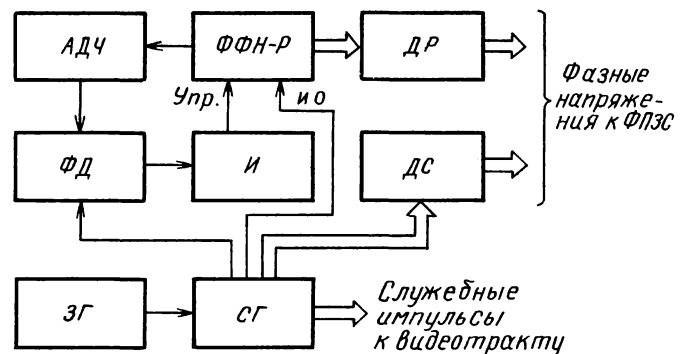 АДЧ
ФФН-Р
ДР
Фазные
напряже-
ния к ФПЗС
Упр.
ИО
ФД
И
ДС
ЗГ
СГ
Служебные
импульсы
к видеотракту